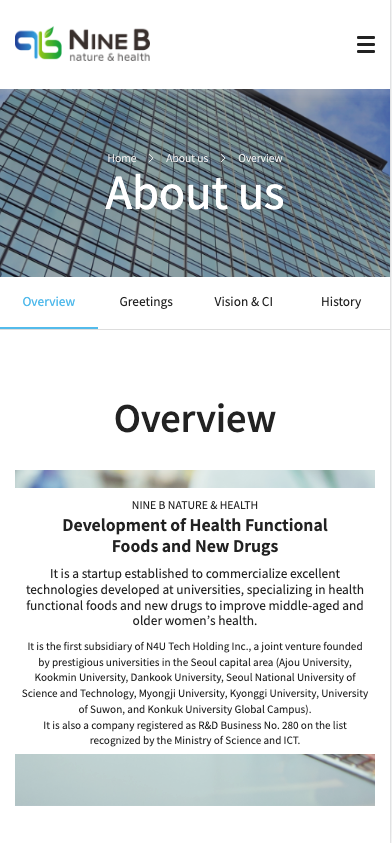 NINE B
nature & health
Home > About us > Overview
About us
Overview Greetings Vision & CI History
Overview
NINE B NATURE & HEALTH
Development of Health Functional
Foods and New Drugs
It is a startup established to commercialize excellent
technologies developed at universities, specializing in health
functional foods and new drugs to improve middle-aged and
older women’s health.
It is the first subsidiary of N4U Tech Holding Inc., a joint venture founded
by prestigious universities in the Seoul capital area (Ajou University,
Kookmin University, Dankook University, Seoul National University of
Science and Technology, Myongji University, Kyonggi University, University
of Suwon, and Konkuk University Global Campus).
It is also a company registered as R&D Business No. 280 on the list
recognized by the Ministry of Science and ICT.